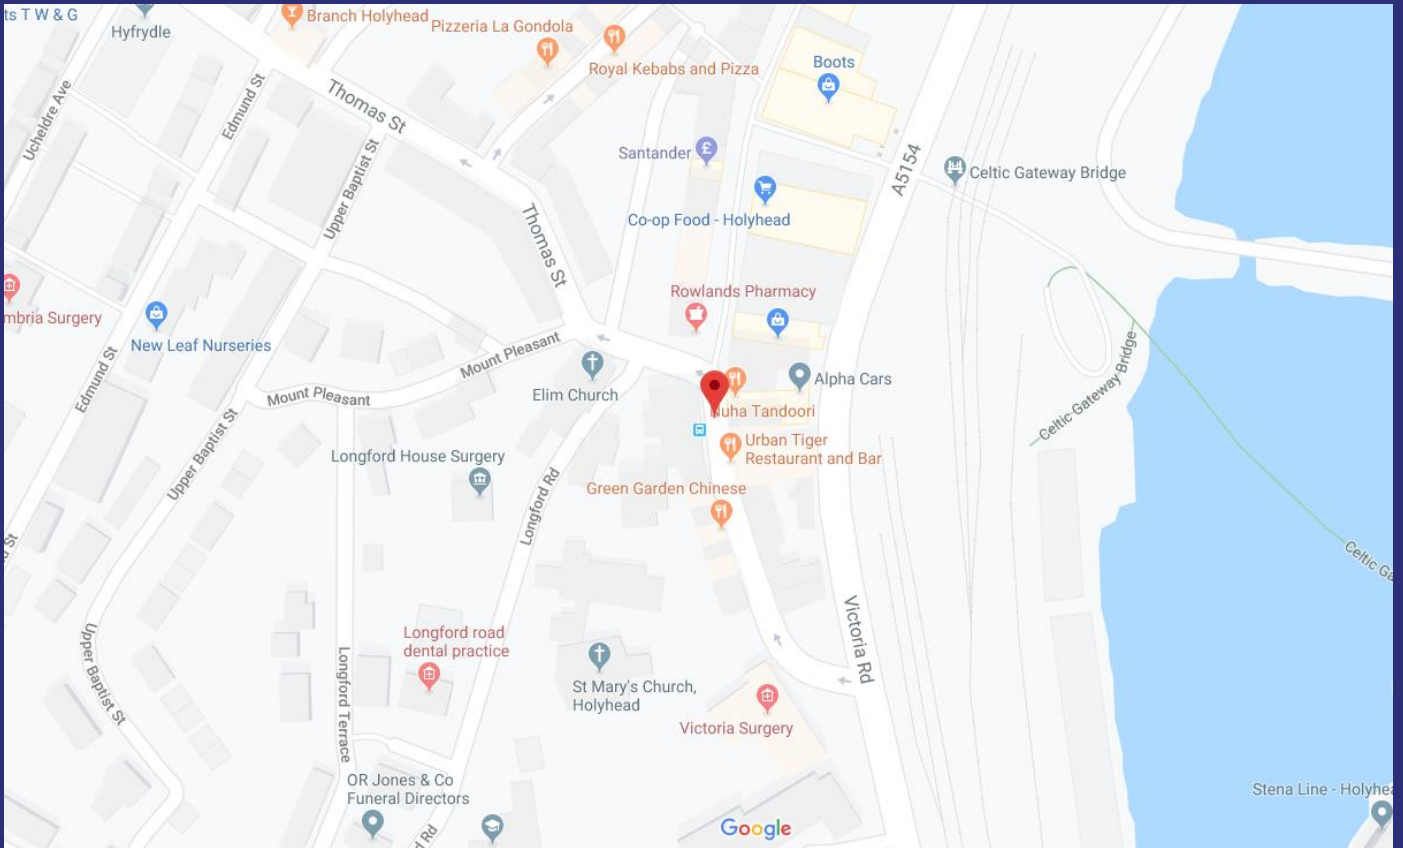 ts T W & G
Hyfrydle
Branch Holyhead
Pizzeria La Gondola
Royal Kebabs and Pizza
Boots
Ucheldre Ave
Edmund St
Thomas St
Upper Baptist St
Santander
£
A5154
Celtic Gateway Bridge
Co-op Food - Holyhead
Thomas St
mbria Surgery
New Leaf Nurseries
Rowlands Pharmacy
Edmund St
Mount Pleasant
Mount Pleasant
Elim Church
Alpha Cars
Nuha Tandoori
Celtic Gateway Bridge
Urban Tiger
Restaurant and Bar
Upper Baptist St
Longford House Surgery
Longford Rd
Green Garden Chinese
d St
Celtic Ga
Victoria Rd
Upper Baptist St
Longford road
dental practice
Longford Terrace
St Mary's Church,
Holyhead
Victoria Surgery
OR Jones & Co
Funeral Directors
d Rd
Google
Stena Line - Holyhea